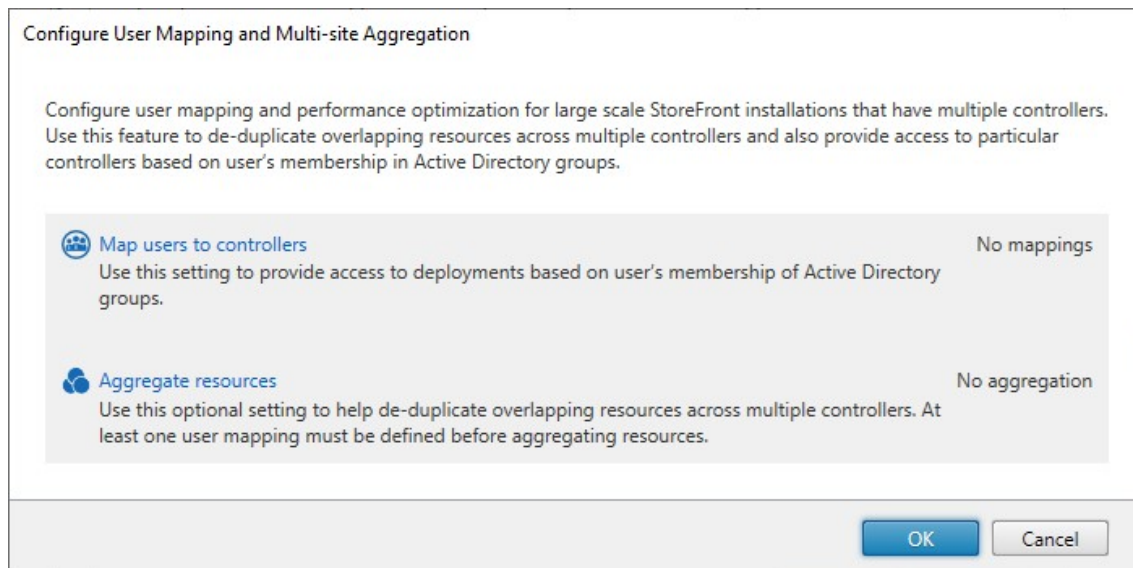 Configure User Mapping and Multi-site Aggregation
Configure user mapping and performance optimization for large scale StoreFront installations that have multiple controllers.
Use this feature to de-duplicate overlapping resources across multiple controllers and also provide access to particular
controllers based on user's membership in Active Directory groups.
Map users to controllers
No mappings
Use this setting to provide access to deployments based on user's membership of Active Directory
groups.
Aggregate resources
No aggregation
Use this optional setting to help de-duplicate overlapping resources across multiple controllers. At
least one user mapping must be defined before aggregating resources.
OK
Cancel